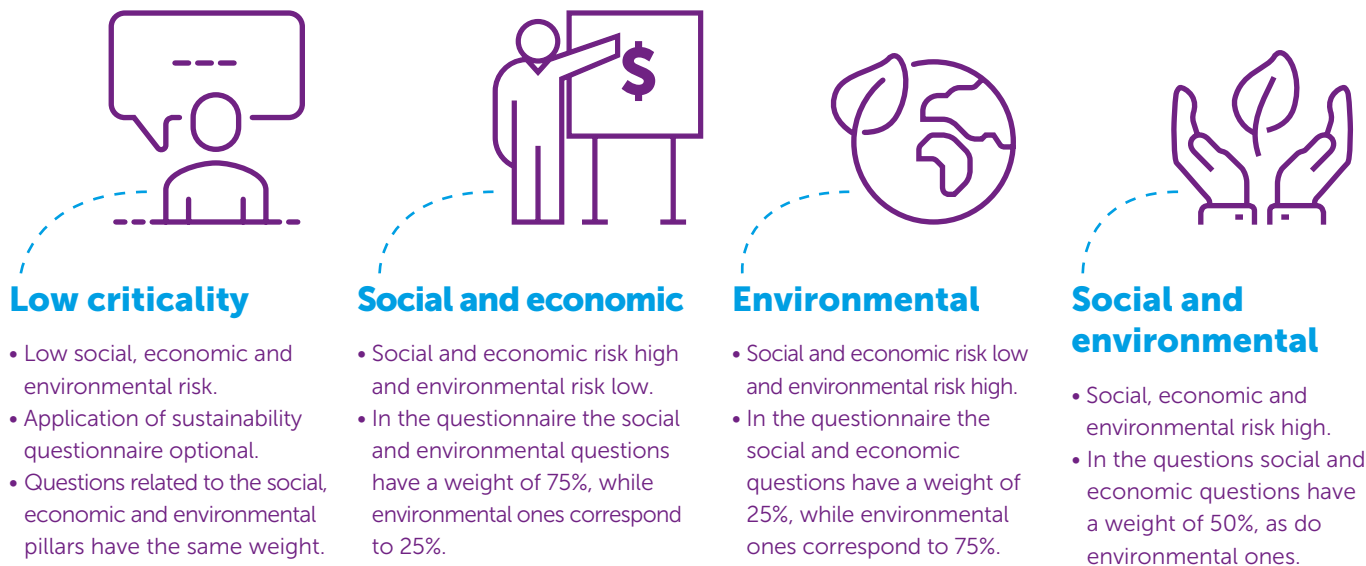 $
Low criticality
• Low social, economic and
environmental risk.
• Application of sustainability
questionnaire optional.
• Questions related to the social,
economic and environmental
pillars have the same weight.
Social and economic
• Social and economic risk high
and environmental risk low.
• In the questionnaire the social
and environmental questions
have a weight of 75%, while
environmental ones correspond
to 25%.
Environmental
• Social and economic risk low
and environmental risk high.
• In the questionnaire the
social and economic
questions have a weight of
25%, while environmental
ones correspond to 75%.
Social and
environmental
• Social, economic and
environmental risk high.
• In the questions social and
economic questions have
a weight of 50%, as do
environmental ones.